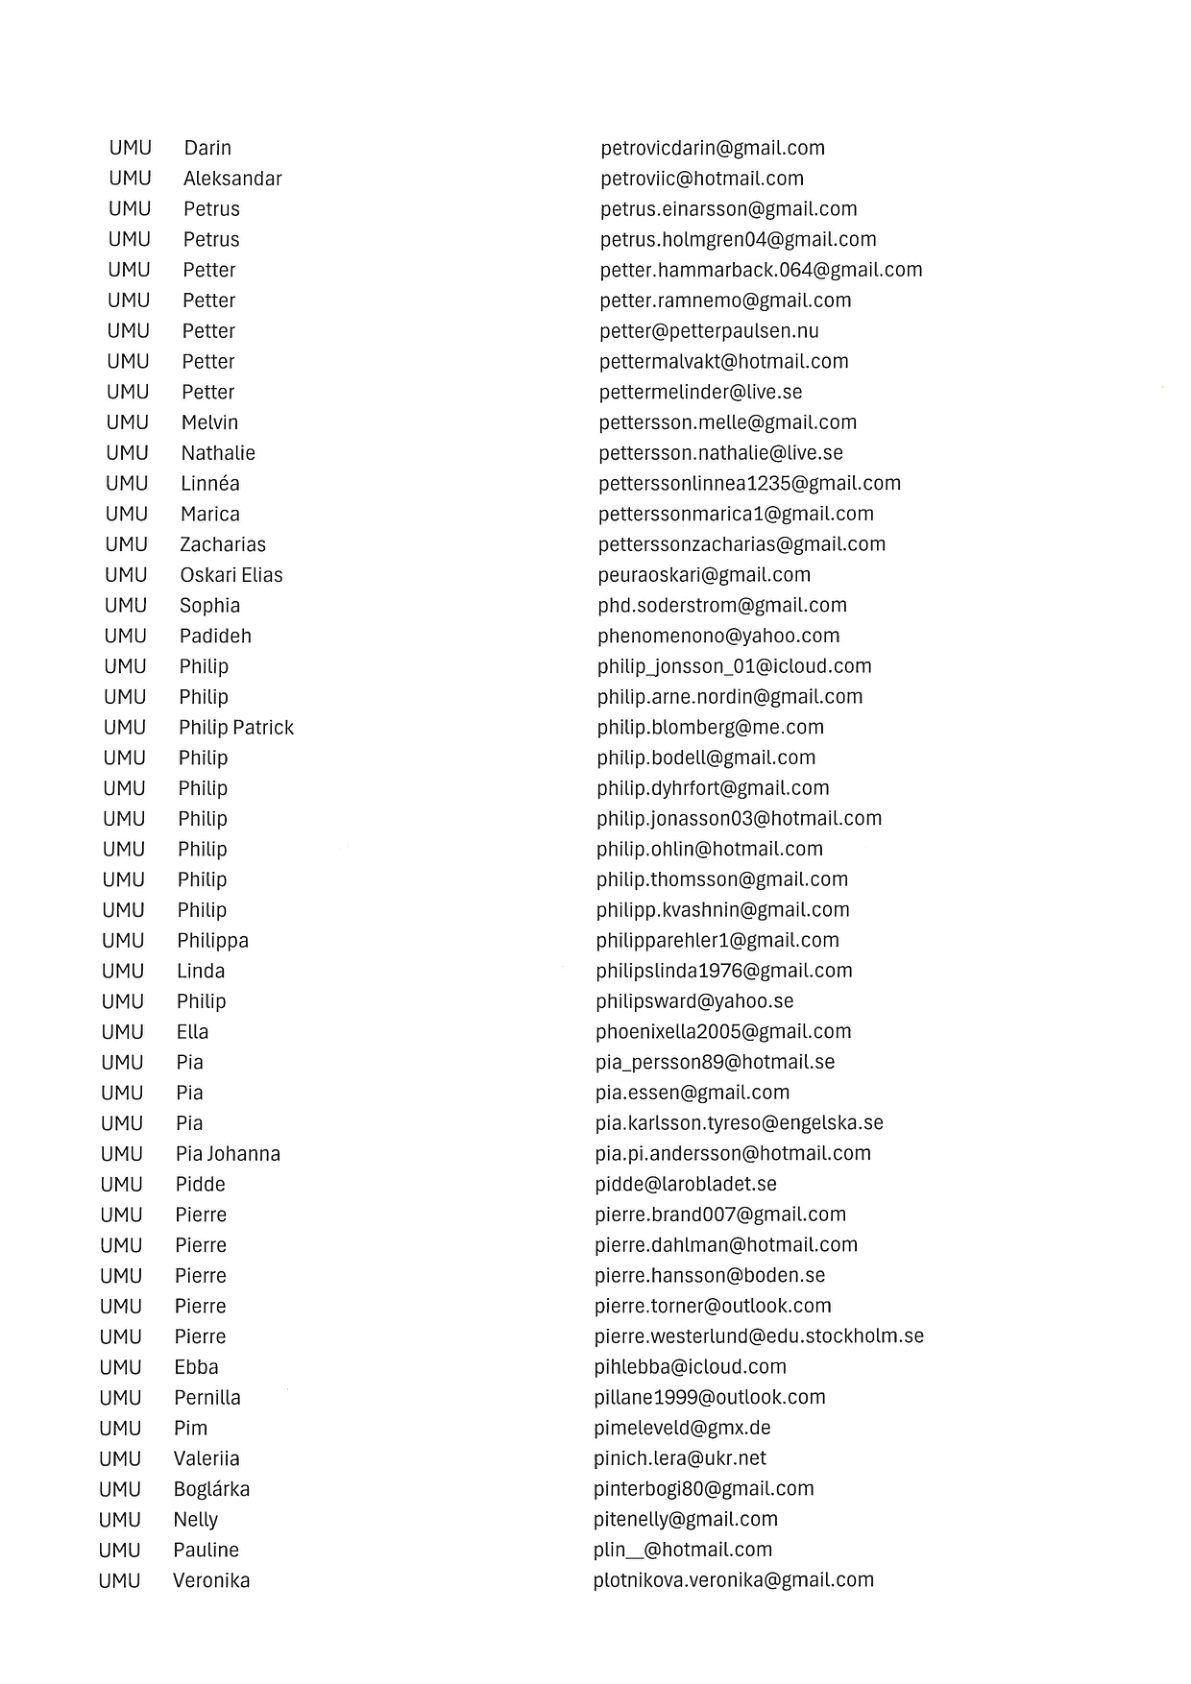 UMU Darin petrovicdarin@gmail.com
UMU Aleksandar petroviic@hotmail.com
UMU Petrus petrus.einarsson@gmail.com
UMU Petrus petrus.holmgren04@gmail.com
UMU Petter petter.hammarback.064@gmail.com
UMU Petter petter.ramnemo@gmail.com
UMU Petter petter@petterpaulsen.nu
UMU Petter pettermalvakt@hotmail.com
UMU Petter pettermelinder@live.se
UMU Melvin pettersson.melle@gmail.com
UMU Nathalie pettersson.nathalie@live.se
UMU Linnéa petterssonlinnea1235@gmail.com
UMU Marica petterssonmarica1@gmail.com
UMU Zacharias petterssonzacharias@gmail.com
UMU Oskari Elias peuraoskari@gmail.com
UMU Sophia phd.soderstrom@gmail.com
UMU Padideh phenomenono@yahoo.com
UMU Philip philip_jonsson_01@icloud.com
UMU Philip philip.arne.nordin@gmail.com
UMU Philip Patrick philip.blomberg@me.com
UMU Philip philip.bodell@gmail.com
UMU Philip philip.dyhrfort@gmail.com
UMU Philip philip.jonasson03@hotmail.com
UMU Philip philip.ohlin@hotmail.com
UMU Philip philip.thomsson@gmail.com
UMU Philip philipp.kvashnin@gmail.com
UMU Philippa philipparehler1@gmail.com
UMU Linda philipslinda1976@gmail.com
UMU Philip philipsward@yahoo.se
UMU Ella phoenixella2005@gmail.com
UMU Pia pia_persson89@hotmail.se
UMU Pia pia.essen@gmail.com
UMU Pia pia.karlsson.tyreso@engelska.se
UMU Pia Johanna pia.pi.andersson@hotmail.com
UMU Pidde pidde@larobladet.se
UMU Pierre pierre.brand007@gmail.com
UMU Pierre pierre.dahlman@hotmail.com
UMU Pierre pierre.hansson@boden.se
UMU Pierre pierre.torner@outlook.com
UMU Pierre pierre.westerlund@edu.stockholm.se
UMU Ebba pihlebba@icloud.com
UMU Pernilla pillane1999@outlook.com
UMU Pim pimeleveld@gmx.de
UMU Valeriia pinich.lera@ukr.net
UMU Boglárka pinterbogi80@gmail.com
UMU Nelly pitenelly@gmail.com
UMU Pauline plin__@hotmail.com
UMU Veronika plotnikova.veronika@gmail.com